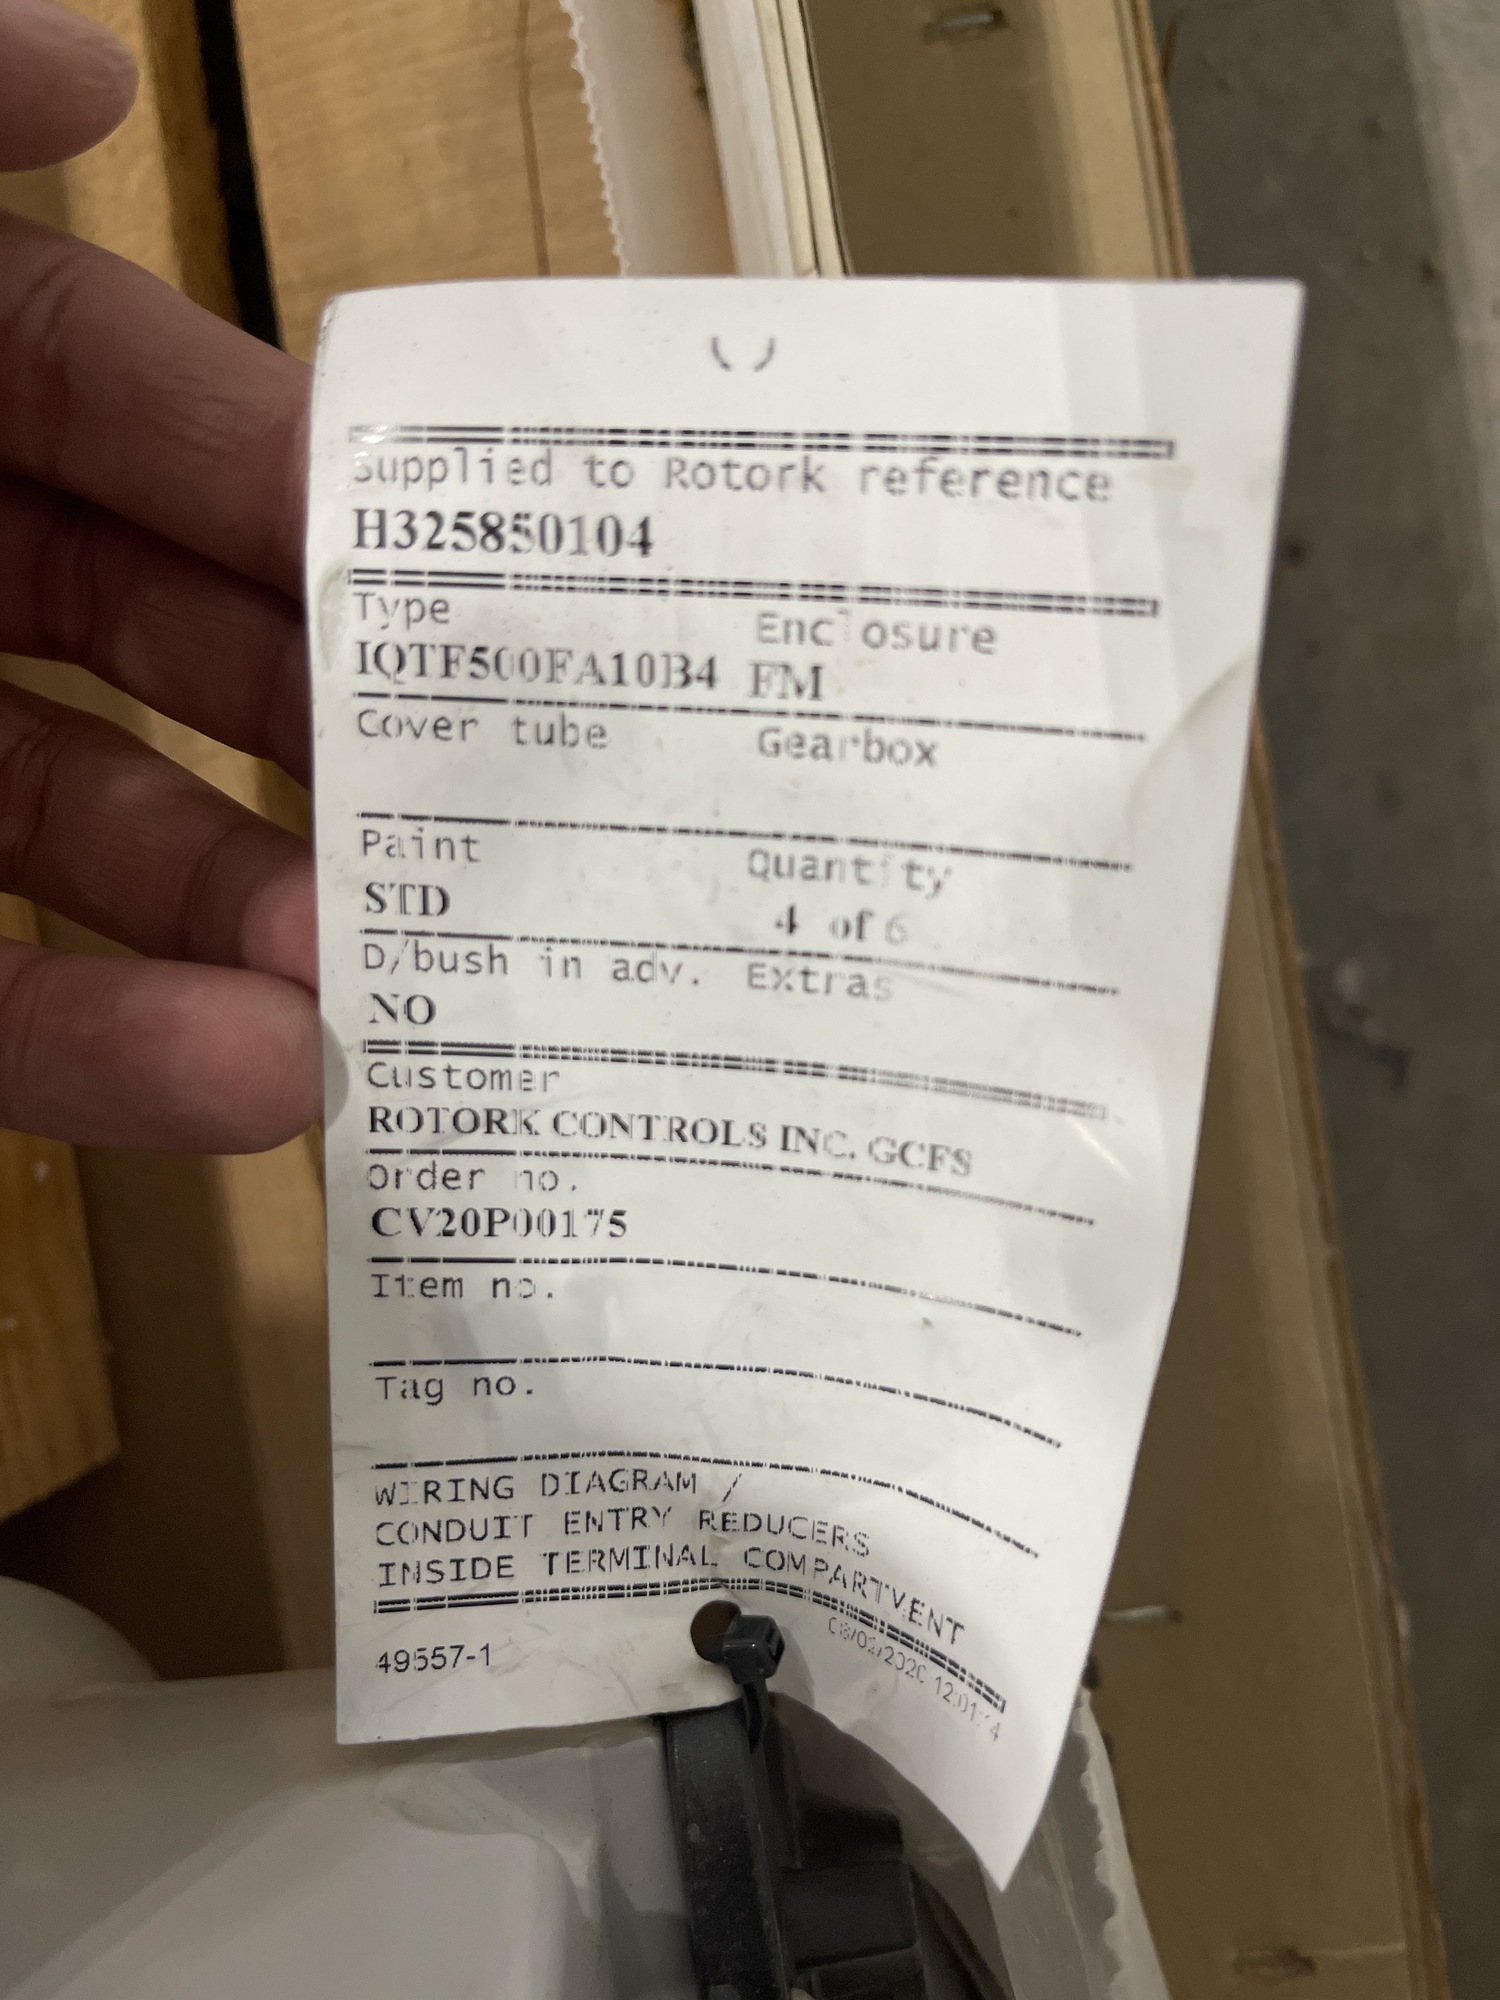 Supplied to Rotork reference
H325850104
Type Enclosure
IQTF500FA10B4 FM
Cover tube Gearbox
Paint Quantity
STD 4 of 6
D/bush in adv. Extras
NO
Customer
ROTORK CONTROLS INC. GCFS
Order no.
CV20P00175
Item no.
Tag no.
WIRING DIAGRAM /
CONDUIT ENTRY REDUCERS
INSIDE TERMINAL COMPARTMENT
49557-1